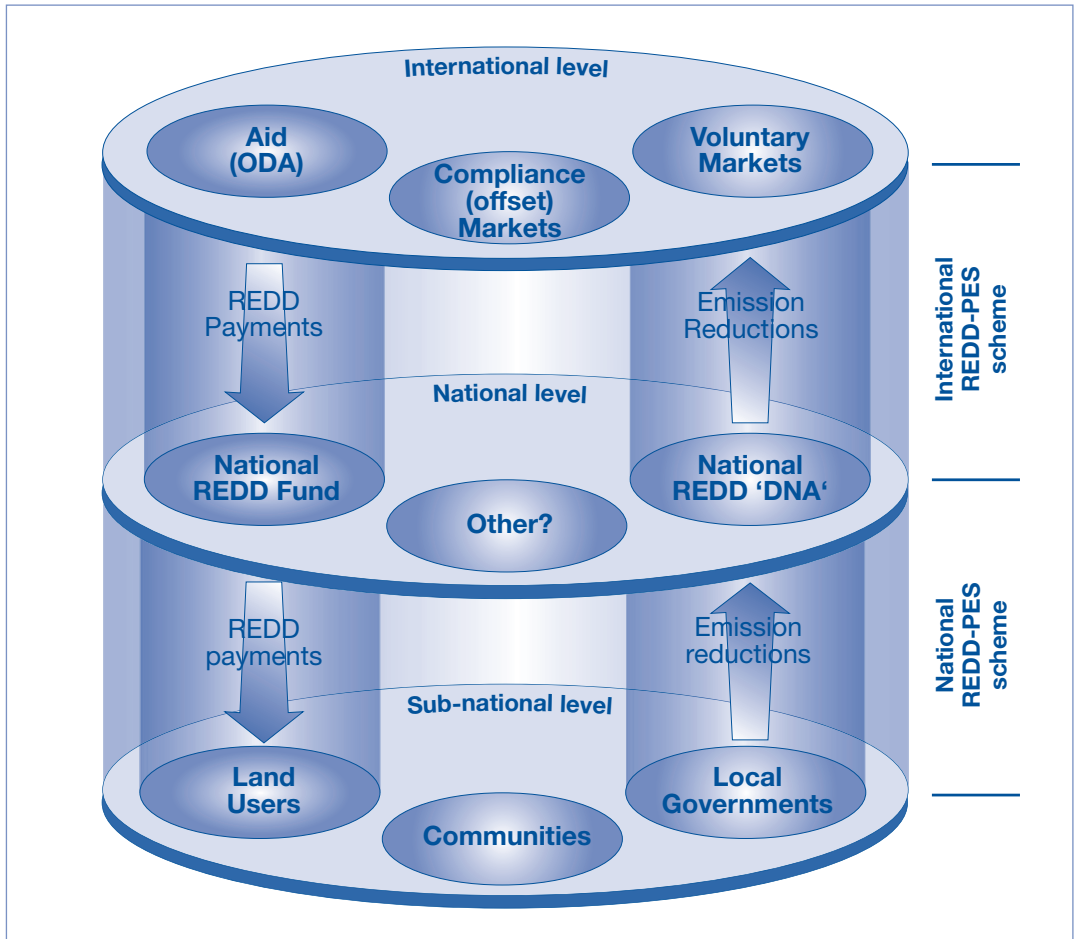 International level
Aid
(ODA)
Compliance
(offset)
Markets
Voluntary
Markets
REDD
Payments
Emission
Reductions
International
REDD-PES
scheme
National level
National
REDD Fund
Other?
National
REDD ‘DNA‘
REDD
payments
Emission
reductions
National
REDD-PES
scheme
Sub-national level
Land
Users
Communities
Local
Governments